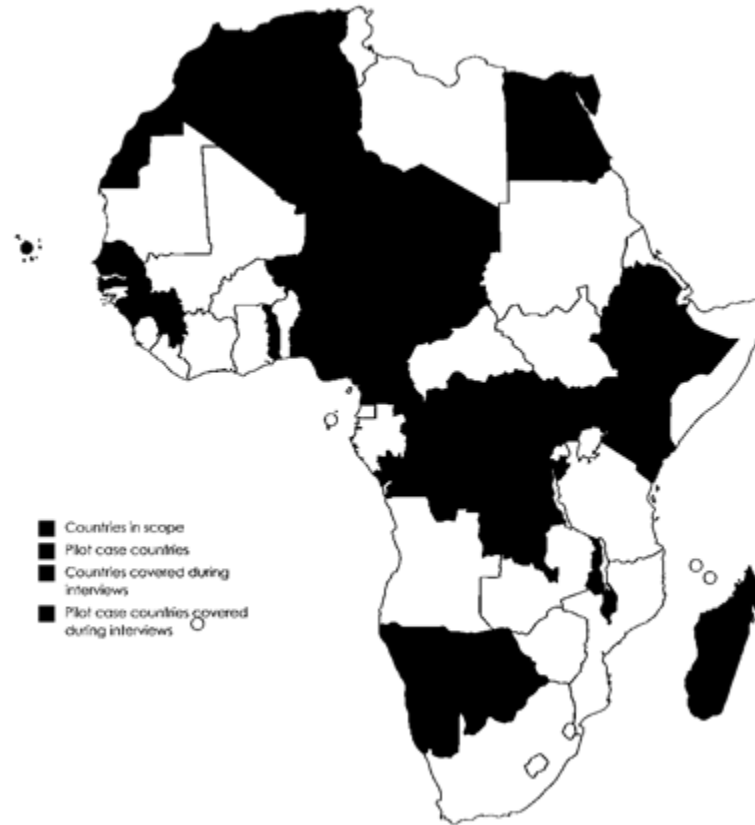 Countries in scope
Pilot case countries
Countries covered during
interviews
Pilot case countries covered
during interviews